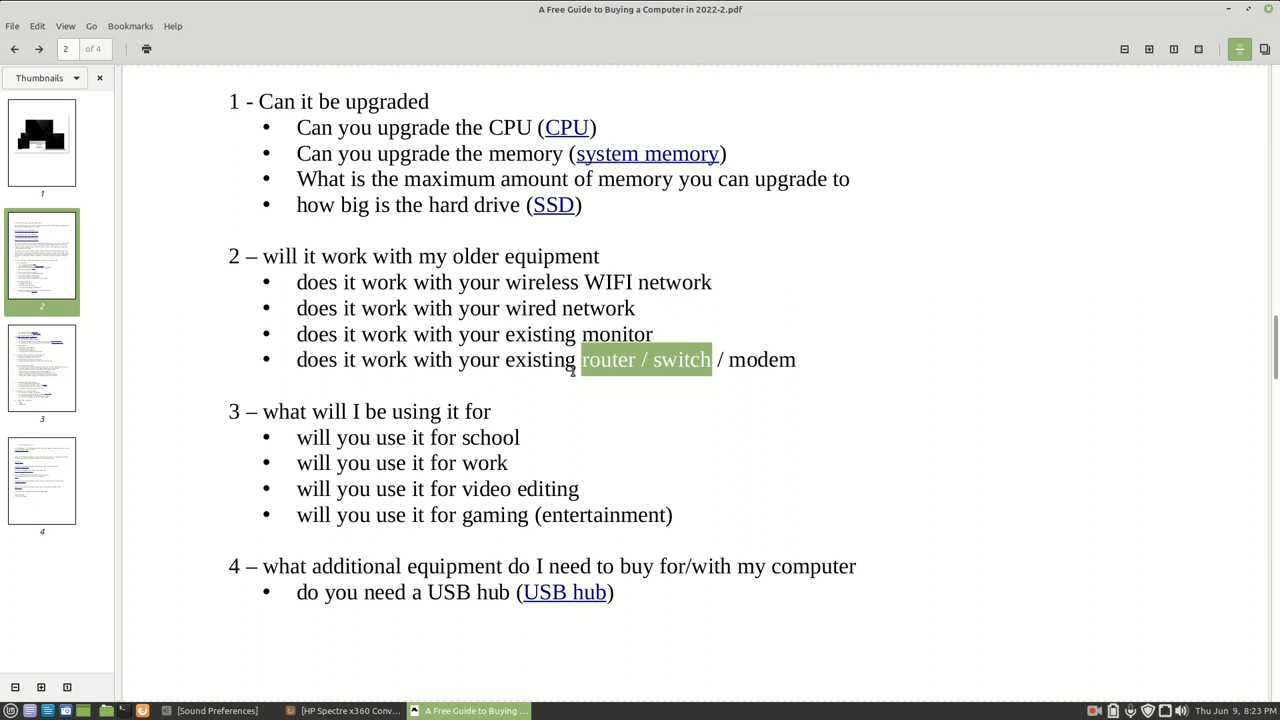 A Free Guide to Buying a Computer in 2022-2.pdf
File Edit View Go Bookmarks Help
2 of 4
Thumbnails
1
2
3
4
1 - Can it be upgraded
• Can you upgrade the CPU (CPU)
• Can you upgrade the memory (system memory)
• What is the maximum amount of memory you can upgrade to
• how big is the hard drive (SSD)
2 – will it work with my older equipment
• does it work with your wireless WIFI network
• does it work with your wired network
• does it work with your existing monitor
• does it work with your existing router / switch / modem
3 – what will I be using it for
• will you use it for school
• will you use it for work
• will you use it for video editing
• will you use it for gaming (entertainment)
4 – what additional equipment do I need to buy for/with my computer
• do you need a USB hub (USB hub)
[Sound Preferences] [HP Spectre x360 Conv... A Free Guide to Buying ... Thu Jun 9, 8:23 PM